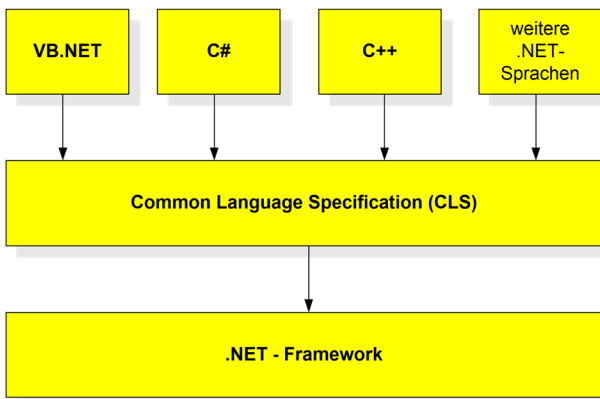 VB.NET
C#
C++
weitere
.NET-
Sprachen
Common Language Specification (CLS)
.NET - Framework